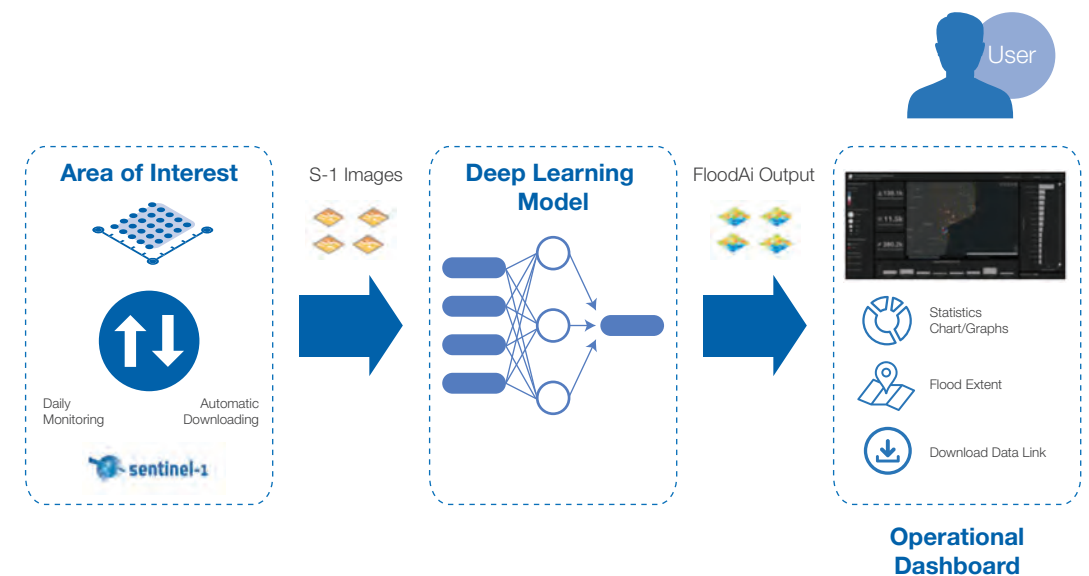 User
Area of Interest
Daily
Monitoring
Automatic
Downloading
sentinel-1
S-1 Images
Deep Learning
Model
FloodAi Output
Statistics
Chart/Graphs
Flood Extent
Download Data Link
Operational
Dashboard